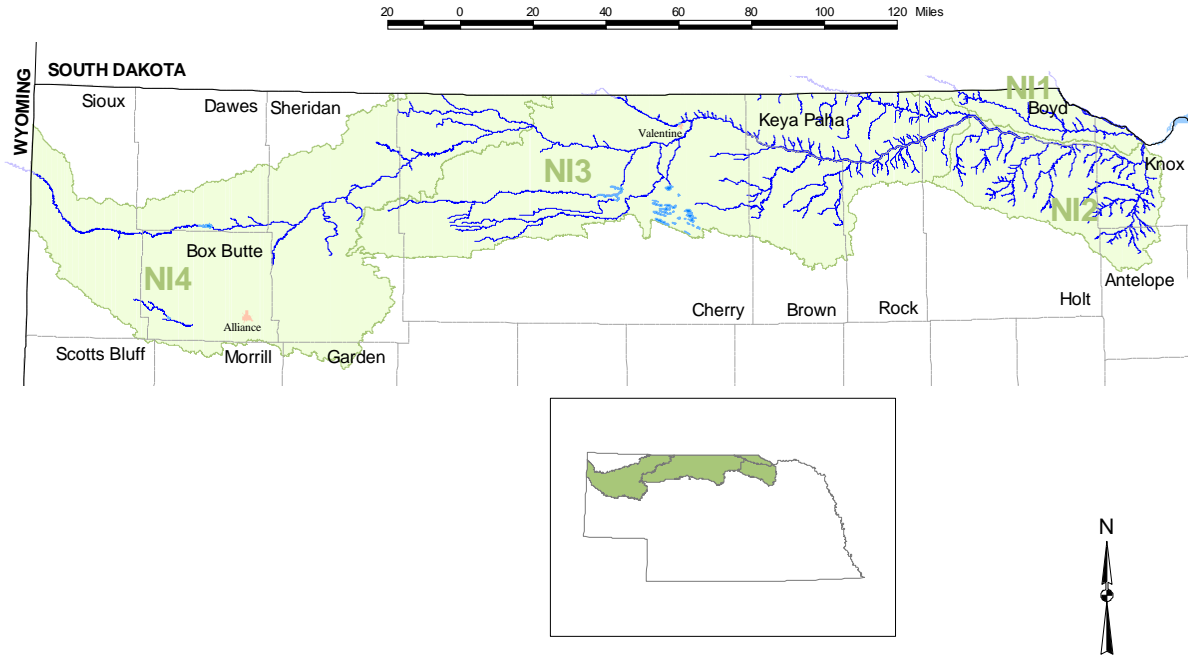 20 0 20 40 60 80 100 120 Miles
WYOMING
SOUTH DAKOTA
Sioux
Dawes
Sheridan
NI1
Boyd
Keya Paha
Valentine
Knox
NI3
NI2
Box Butte
NI4
Antelope
Alliance
Cherry
Brown
Rock
Holt
Scotts Bluff
Morrill
Garden
N